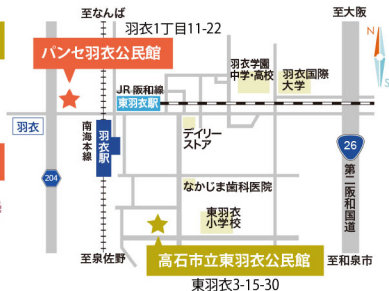 至なんば
羽衣1丁目11-22
至大阪
N
パンセ羽衣公民館
羽衣学園
中学・高校
羽衣国際
大学
JR 阪和線
東羽衣駅
羽衣
南海本線
羽衣駅
デイリー
ストア
26
第二阪和国道
204
なかじま歯科医院
東羽衣
小学校
至泉佐野
高石市立東羽衣公民館
至和泉市
東羽衣3-15-30